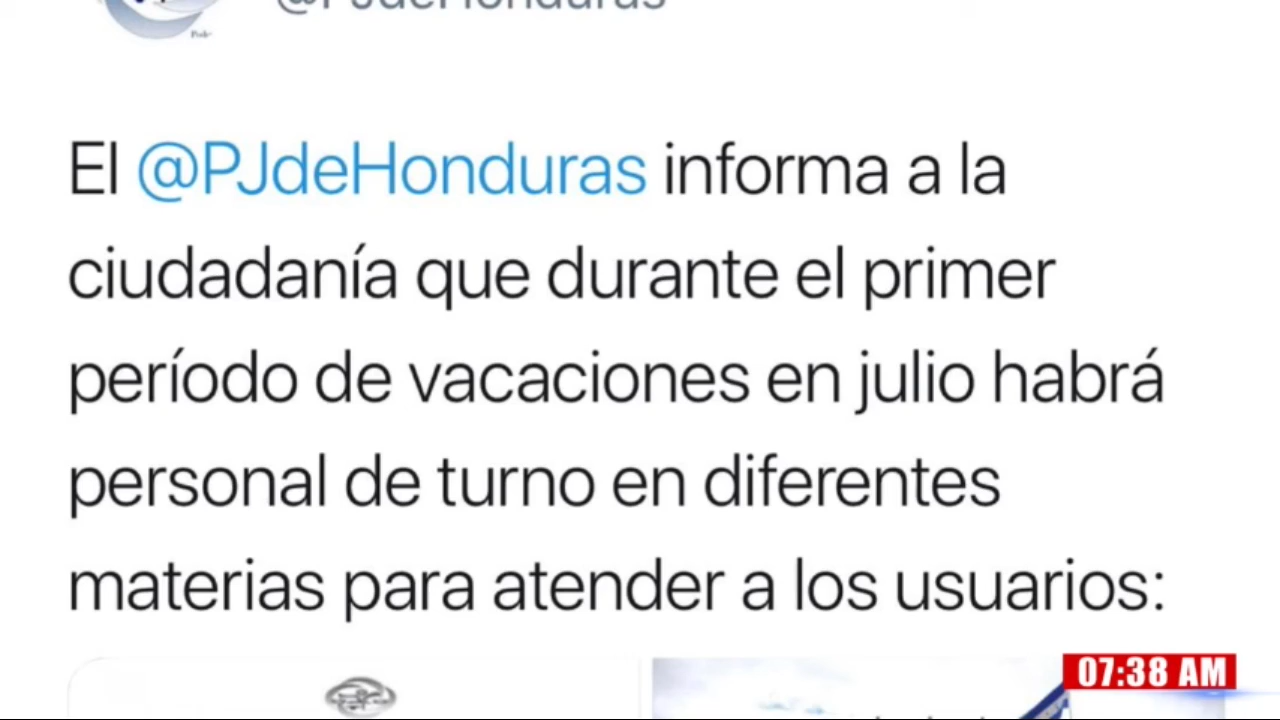 @PJdeHonduras
El @PJdeHonduras informa a la
ciudadanía que durante el primer
período de vacaciones en julio habrá
personal de turno en diferentes
materias para atender a los usuarios:
07:38 AM